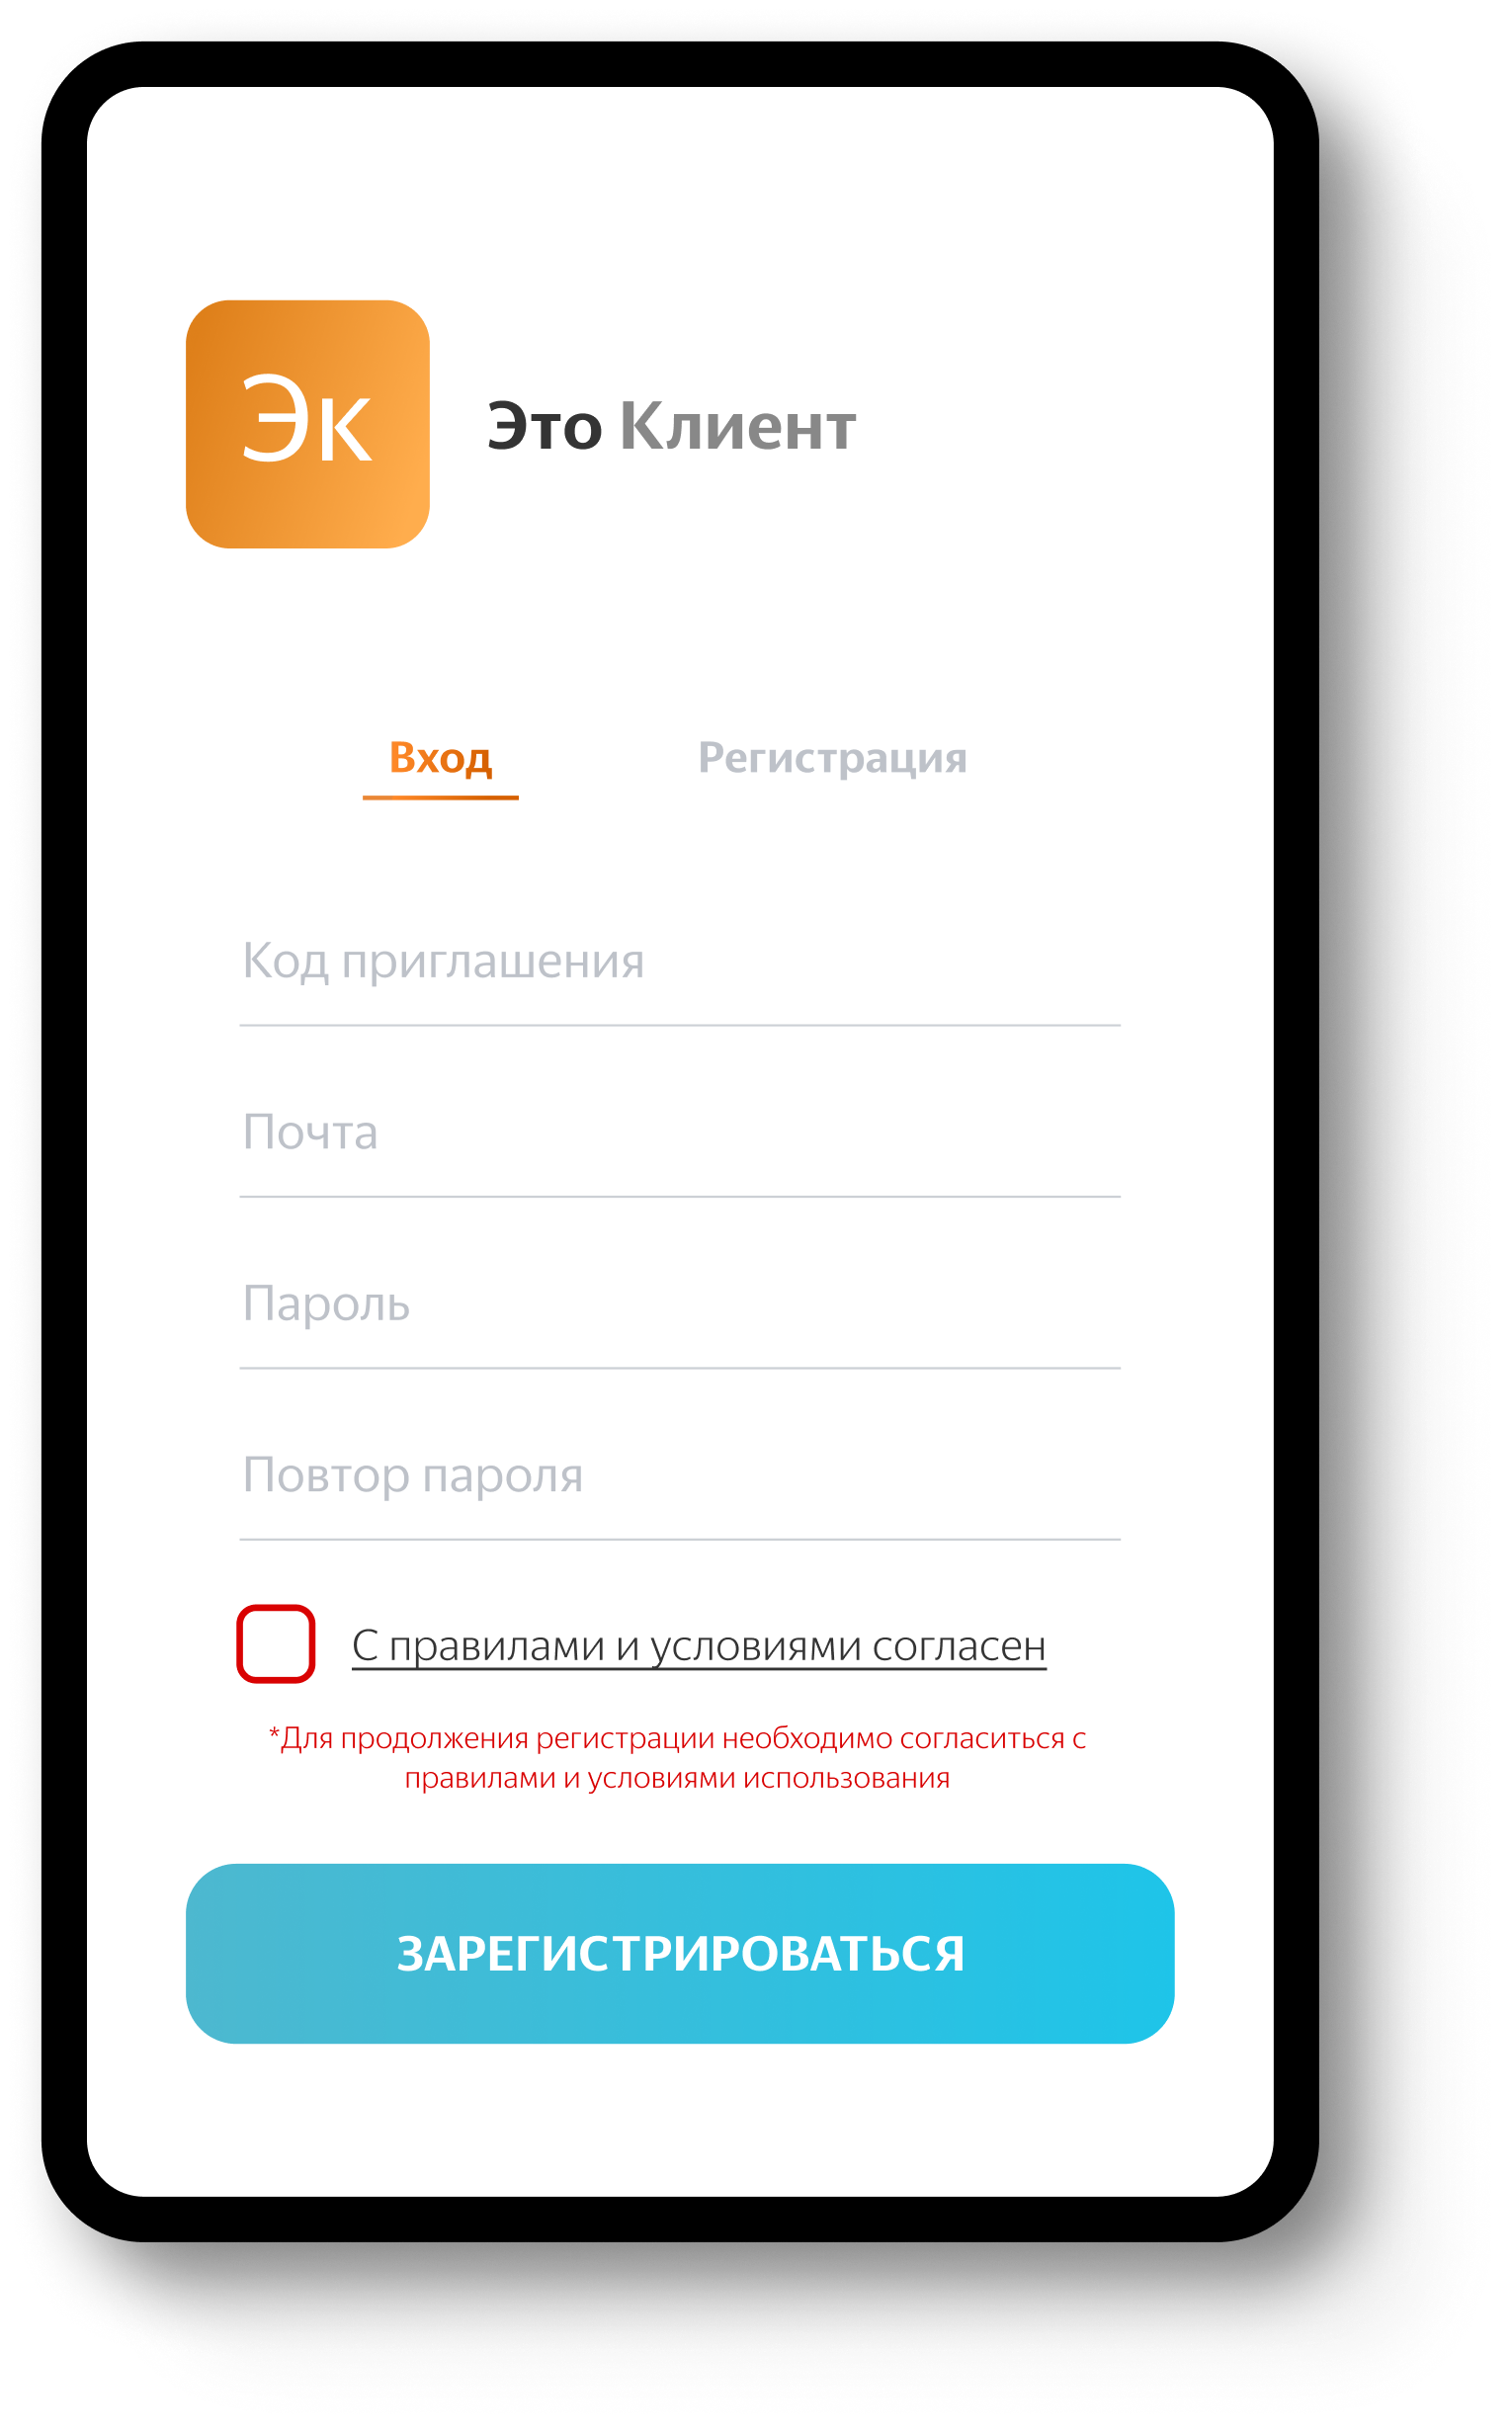 Эк
Это Клиент
Вход Регистрация
Код приглашения
Почта
Пароль
Повтор пароля
С правилами и условиями согласен
*Для продолжения регистрации необходимо согласиться с
правилами и условиями использования
ЗАРЕГИСТРИРОВАТЬСЯ